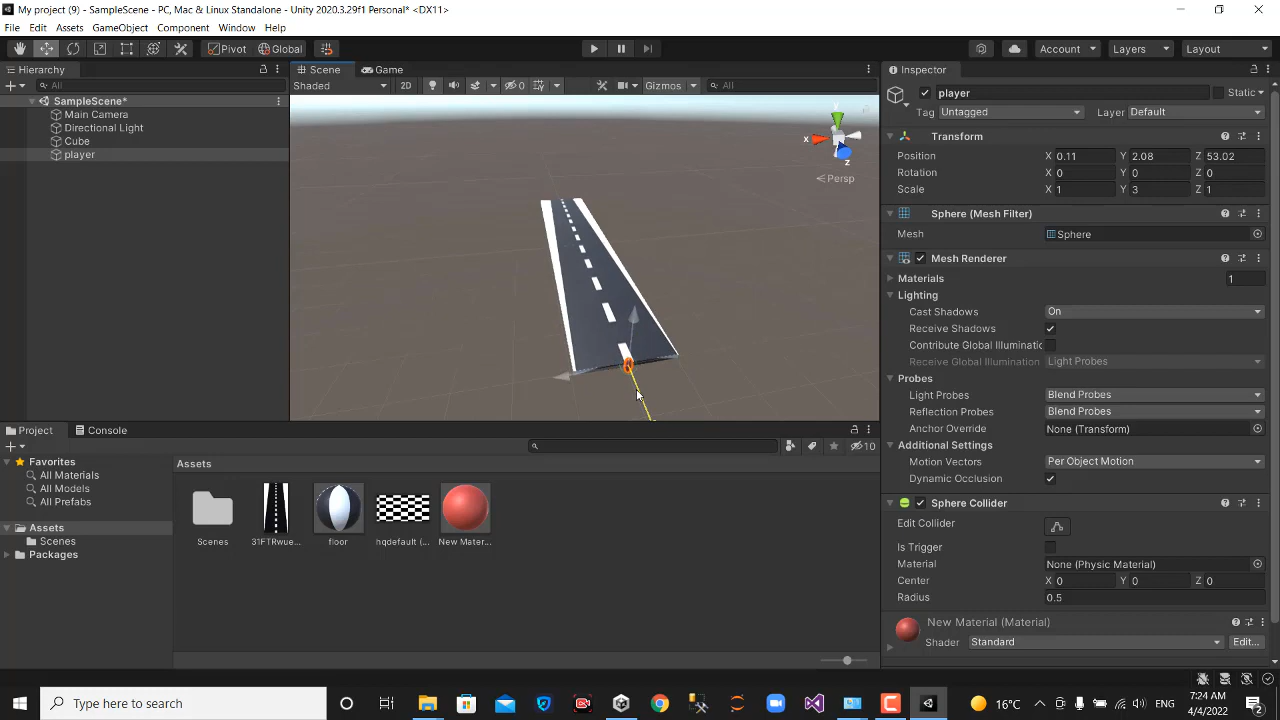 My project (9) - SampleScene - PC, Mac & Linux Standalone - Unity 2020.3.29f1 Personal* <DX11>
File Edit Assets GameObject Component Window Help
Pivot Global Account Layers Layout
Hierarchy
Scene Game
Inspector
All
Shaded 2D 0 Gizmos All
SampleScene*
Main Camera
Directional Light
Cube
player
x y z
Persp
player Static
Tag Untagged Layer Default
Transform
Position X 0.11 Y 2.08 Z 53.02
Rotation X 0 Y 0 Z 0
Scale X 1 Y 3 Z 1
Sphere (Mesh Filter)
Mesh Sphere
Mesh Renderer
Materials 1
Lighting
Cast Shadows On
Receive Shadows
Contribute Global Illuminatic
Receive Global Illumination Light Probes
Probes
Light Probes Blend Probes
Reflection Probes Blend Probes
Anchor Override None (Transform)
Additional Settings
Motion Vectors Per Object Motion
Dynamic Occlusion
Sphere Collider
Edit Collider
Is Trigger
Material None (Physic Material)
Center X 0 Y 0 Z 0
Radius 0.5
New Material (Material)
Shader Standard Edit...
Project Console
10
Favorites
All Materials
All Models
All Prefabs
Assets
Scenes
Packages
Assets
Scenes 31FTRwue... floor hqdefault (... New Mater...
Type here to search
16°C
7:24 AM
4/4/2022